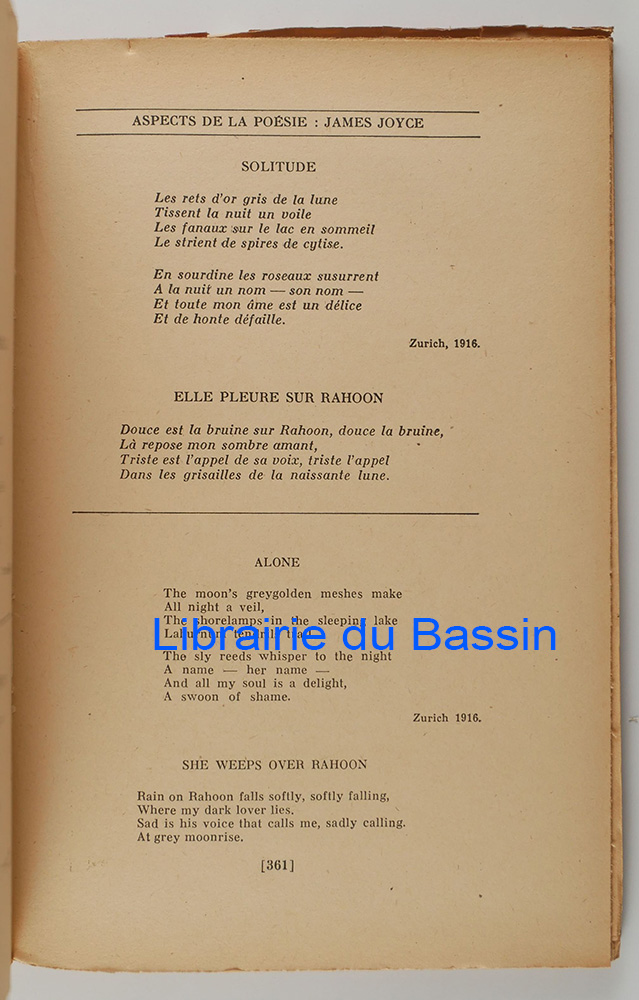 ASPECTS DE LA POÉSIE : JAMES JOYCE
SOLITUDE
Les rets d'or gris de la lune
Tissent la nuit un voile
Les fanaux sur le lac en sommeil
Le strient de spires de cytise.
En sourdine les roseaux susurrent
A la nuit un nom — son nom —
Et toute mon âme est un délice
Et de honte défaille.
Zurich, 1916.
ELLE PLEURE SUR RAHOON
Douce est la bruine sur Rahoon, douce la bruine,
Là repose mon sombre amant,
Triste est l'appel de sa voix, triste l'appel
Dans les grisailles de la naissante lune.
ALONE
The moon's greygolden meshes make
All night a veil,
The shorelamps in the sleeping lake
Laburnum tendrils trail.
Librairie du Bassin
The sly reeds whisper to the night
A name — her name —
And all my soul is a delight,
A swoon of shame.
Zurich 1916.
SHE WEEPS OVER RAHOON
Rain on Rahoon falls softly, softly falling,
Where my dark lover lies.
Sad is his voice that calls me, sadly calling.
At grey moonrise.
[361]